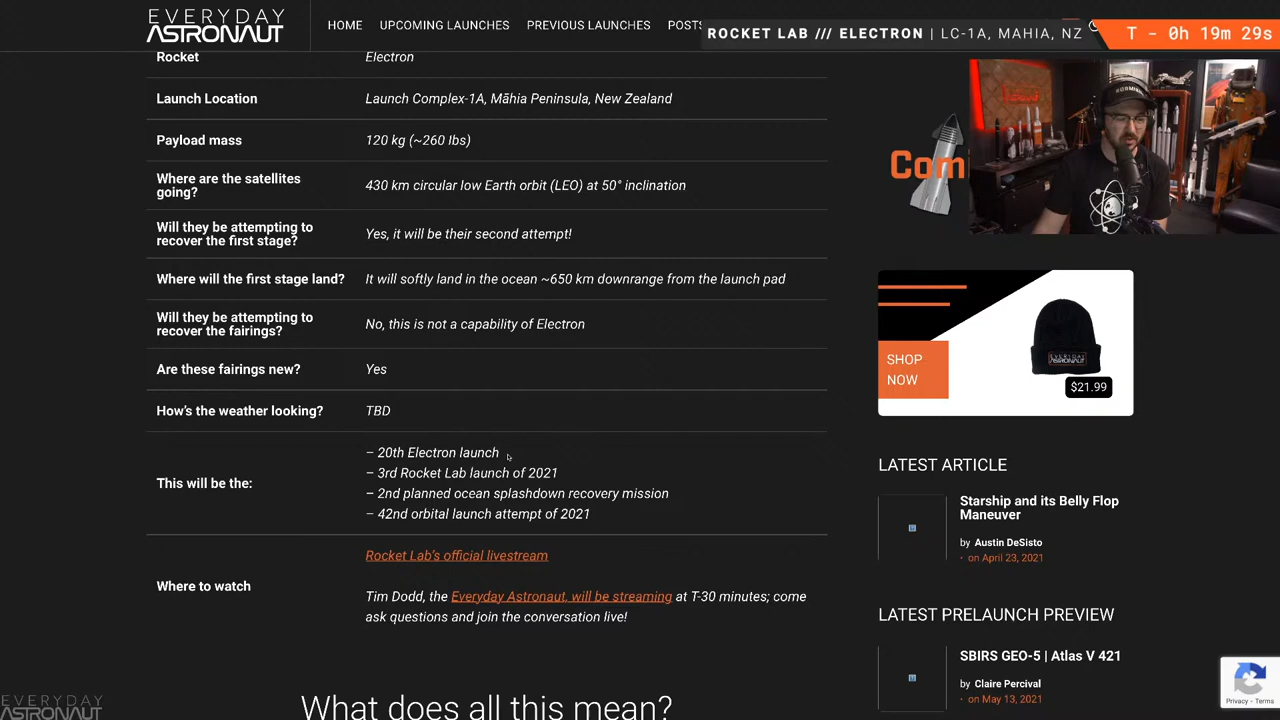 EVERYDAY
ASTRONAUT
HOME
UPCOMING LAUNCHES
PREVIOUS LAUNCHES
POSTS
ROCKET LAB /// ELECTRON | LC-1A, MAHIA, NZ
T - 0h 19m 29s
Rocket
Electron
Launch Location
Launch Complex-1A, Māhia Peninsula, New Zealand
Payload mass
120 kg (~260 lbs)
Where are the satellites
going?
430 km circular low Earth orbit (LEO) at 50° inclination
Will they be attempting to
recover the first stage?
Yes, it will be their second attempt!
Where will the first stage land?
It will softly land in the ocean ~650 km downrange from the launch pad
Will they be attempting to
recover the fairings?
No, this is not a capability of Electron
Are these fairings new?
Yes
How's the weather looking?
TBD
This will be the:
– 20th Electron launch
– 3rd Rocket Lab launch of 2021
– 2nd planned ocean splashdown recovery mission
– 42nd orbital launch attempt of 2021
Where to watch
Rocket Lab's official livestream
Tim Dodd, the Everyday Astronaut, will be streaming at T-30 minutes; come
ask questions and join the conversation live!
What does all this mean?
EVERYDAY
ASTRONAUT
Com
SHOP
NOW
EVERYDAY
ASTRONAUT
$21.99
LATEST ARTICLE
Starship and its Belly Flop
Maneuver
by Austin DeSisto
• on April 23, 2021
LATEST PRELAUNCH PREVIEW
SBIRS GEO-5 | Atlas V 421
by Claire Percival
• on May 13, 2021
Privacy - Terms